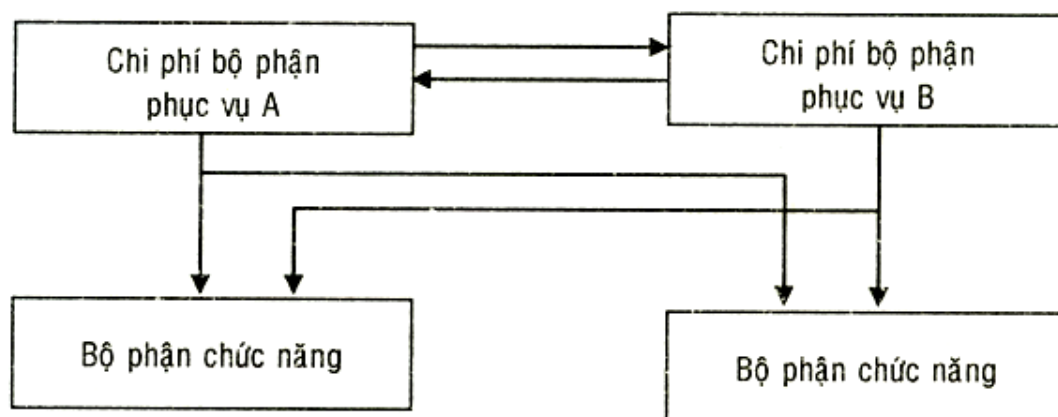 Chi phí bộ phận
phục vụ A
Chi phí bộ phận
phục vụ B
Bộ phận chức năng
Bộ phận chức năng